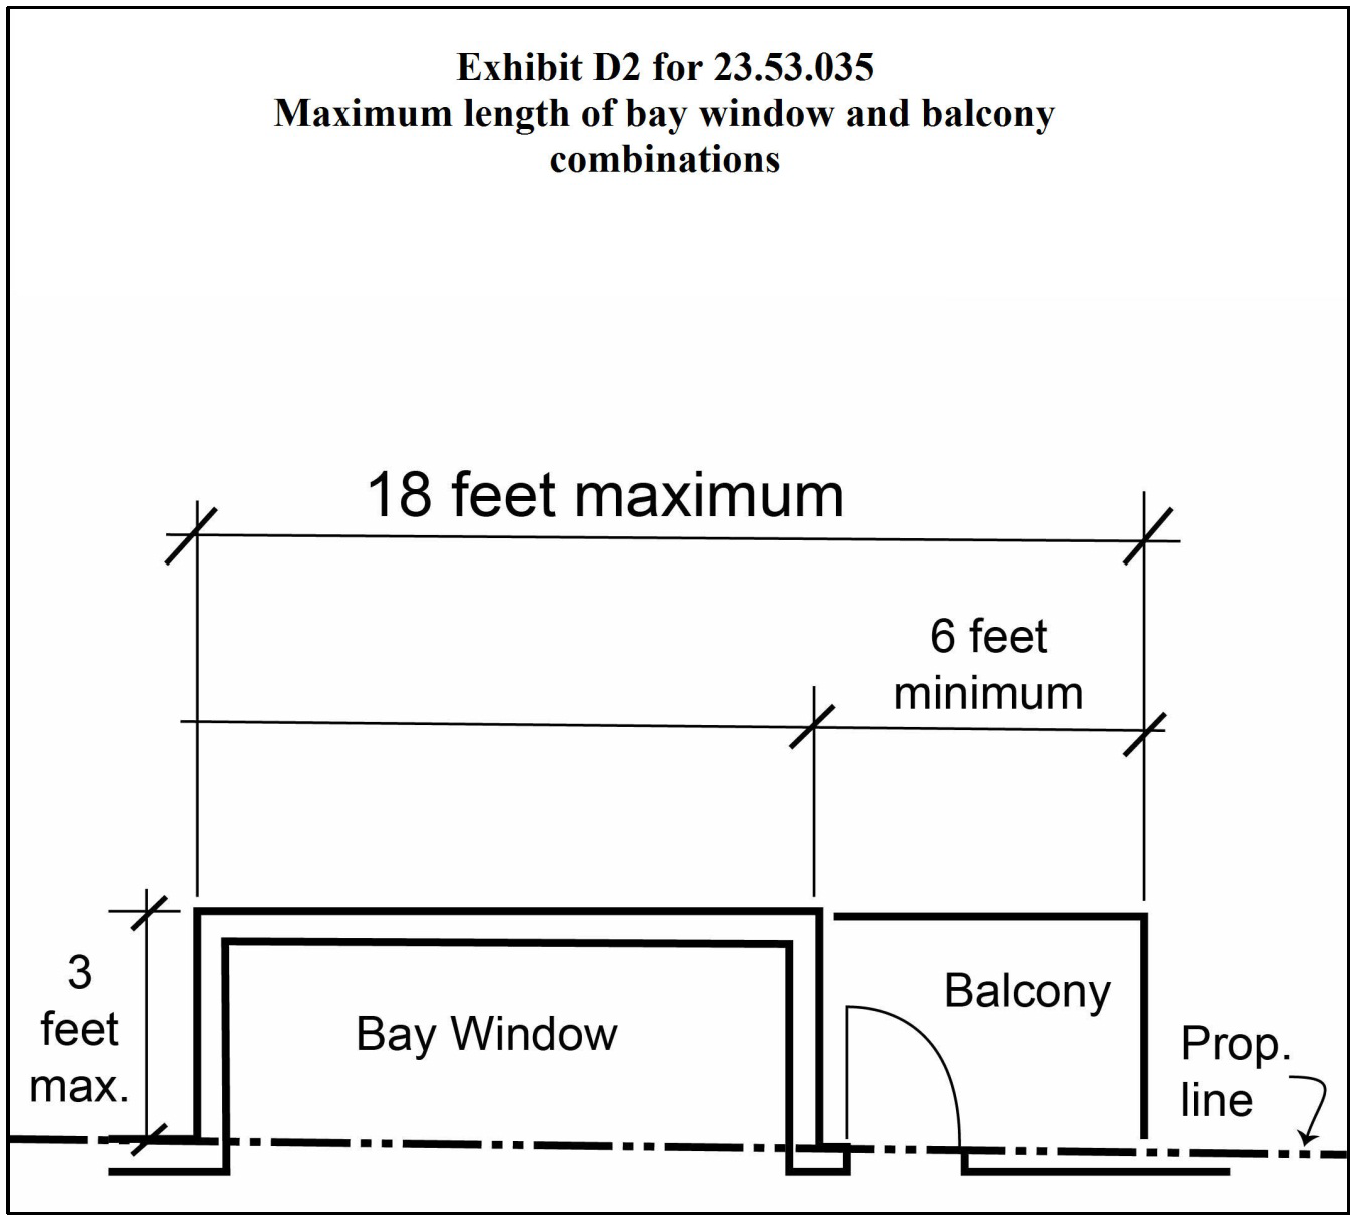 Exhibit D2 for 23.53.035
Maximum length of bay window and balcony
combinations
18 feet maximum
6 feet
minimum
3
feet
max.
Bay Window
Balcony
Prop.
line